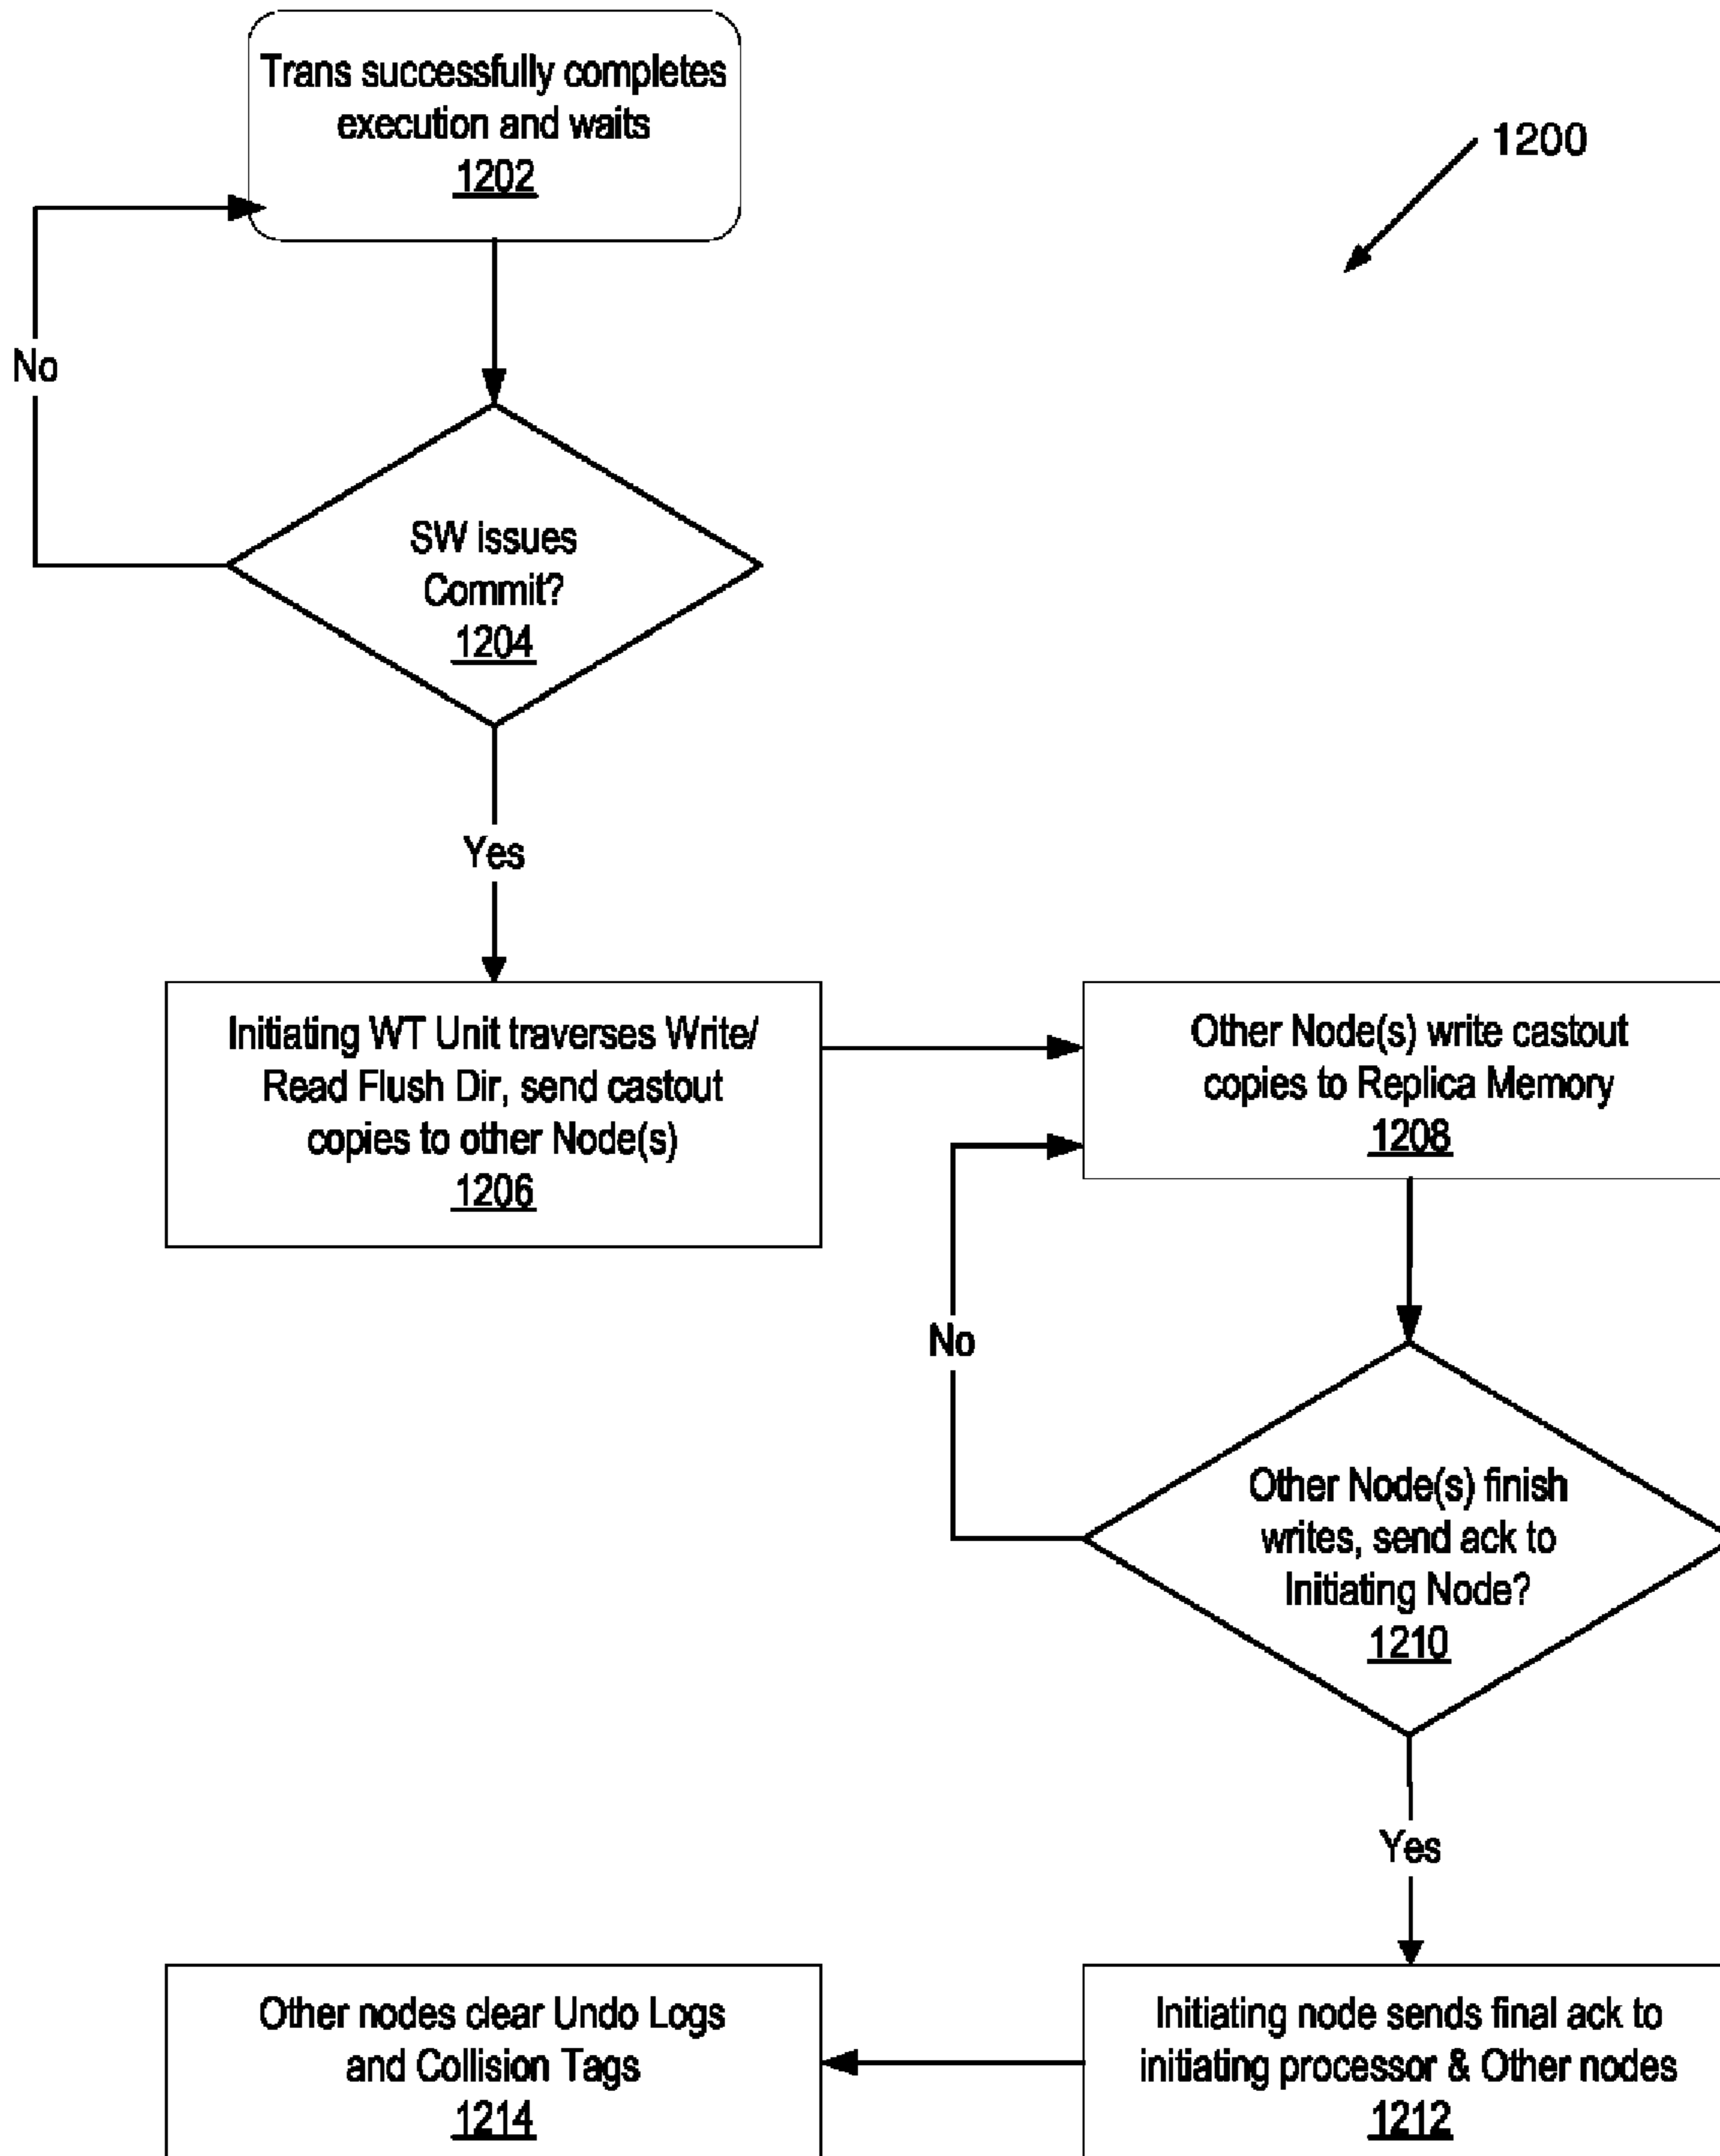 Trans successfully completes
execution and waits
1202
1200
No
SW issues
Commit?
1204
Yes
Initiating WT Unit traverses Write/
Read Flush Dir, send castout
copies to other Node(s)
1206
Other Node(s) write castout
copies to Replica Memory
1208
No
Other Node(s) finish
writes, send ack to
Initiating Node?
1210
Yes
Initiating node sends final ack to
initiating processor & Other nodes
1212
Other nodes clear Undo Logs
and Collision Tags
1214